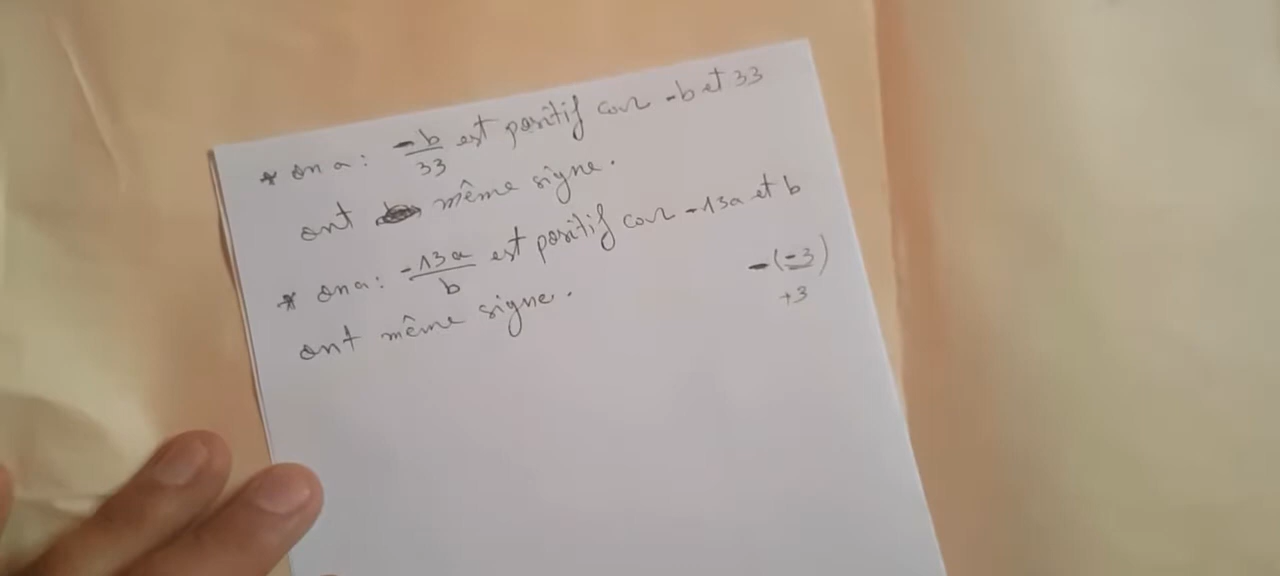 * on a : -b/33 est positif car -b et 33
ont même signe.
* on a : -13a/b est positif car -13a et b
ont même signe.
-(-3)
+3